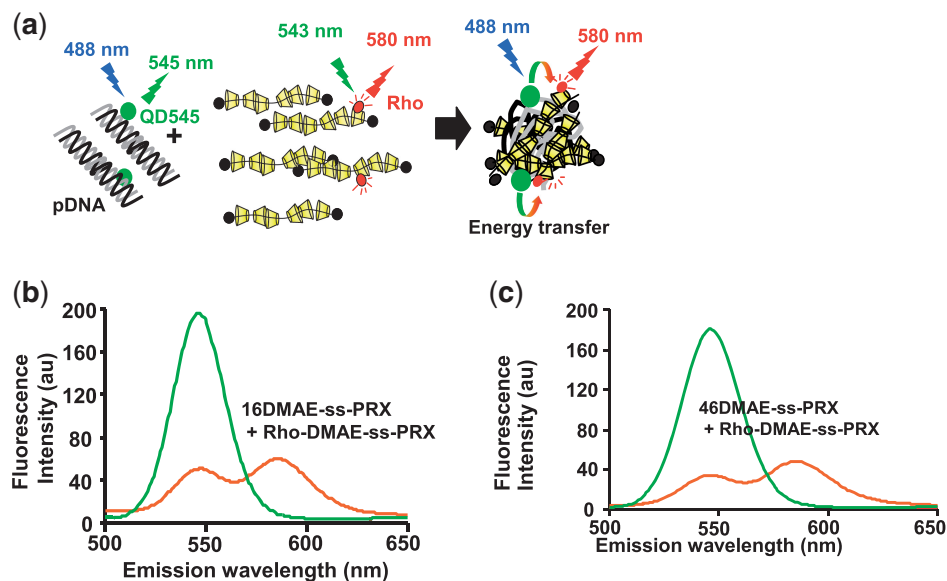 (a)
488 nm
545 nm
QD545
+
pDNA
543 nm
580 nm
Rho
488 nm
580 nm
Energy transfer
(b)
Fluorescence
Intensity (au)
200
160
120
80
40
0
16DMAE-ss-PRX
+ Rho-DMAE-ss-PRX
500
550
600
650
Emission wavelength (nm)
(c)
Fluorescence
Intensity (au)
200
160
120
80
40
0
46DMAE-ss-PRX
+ Rho-DMAE-ss-PRX
500
550
600
650
Emission wavelength (nm)